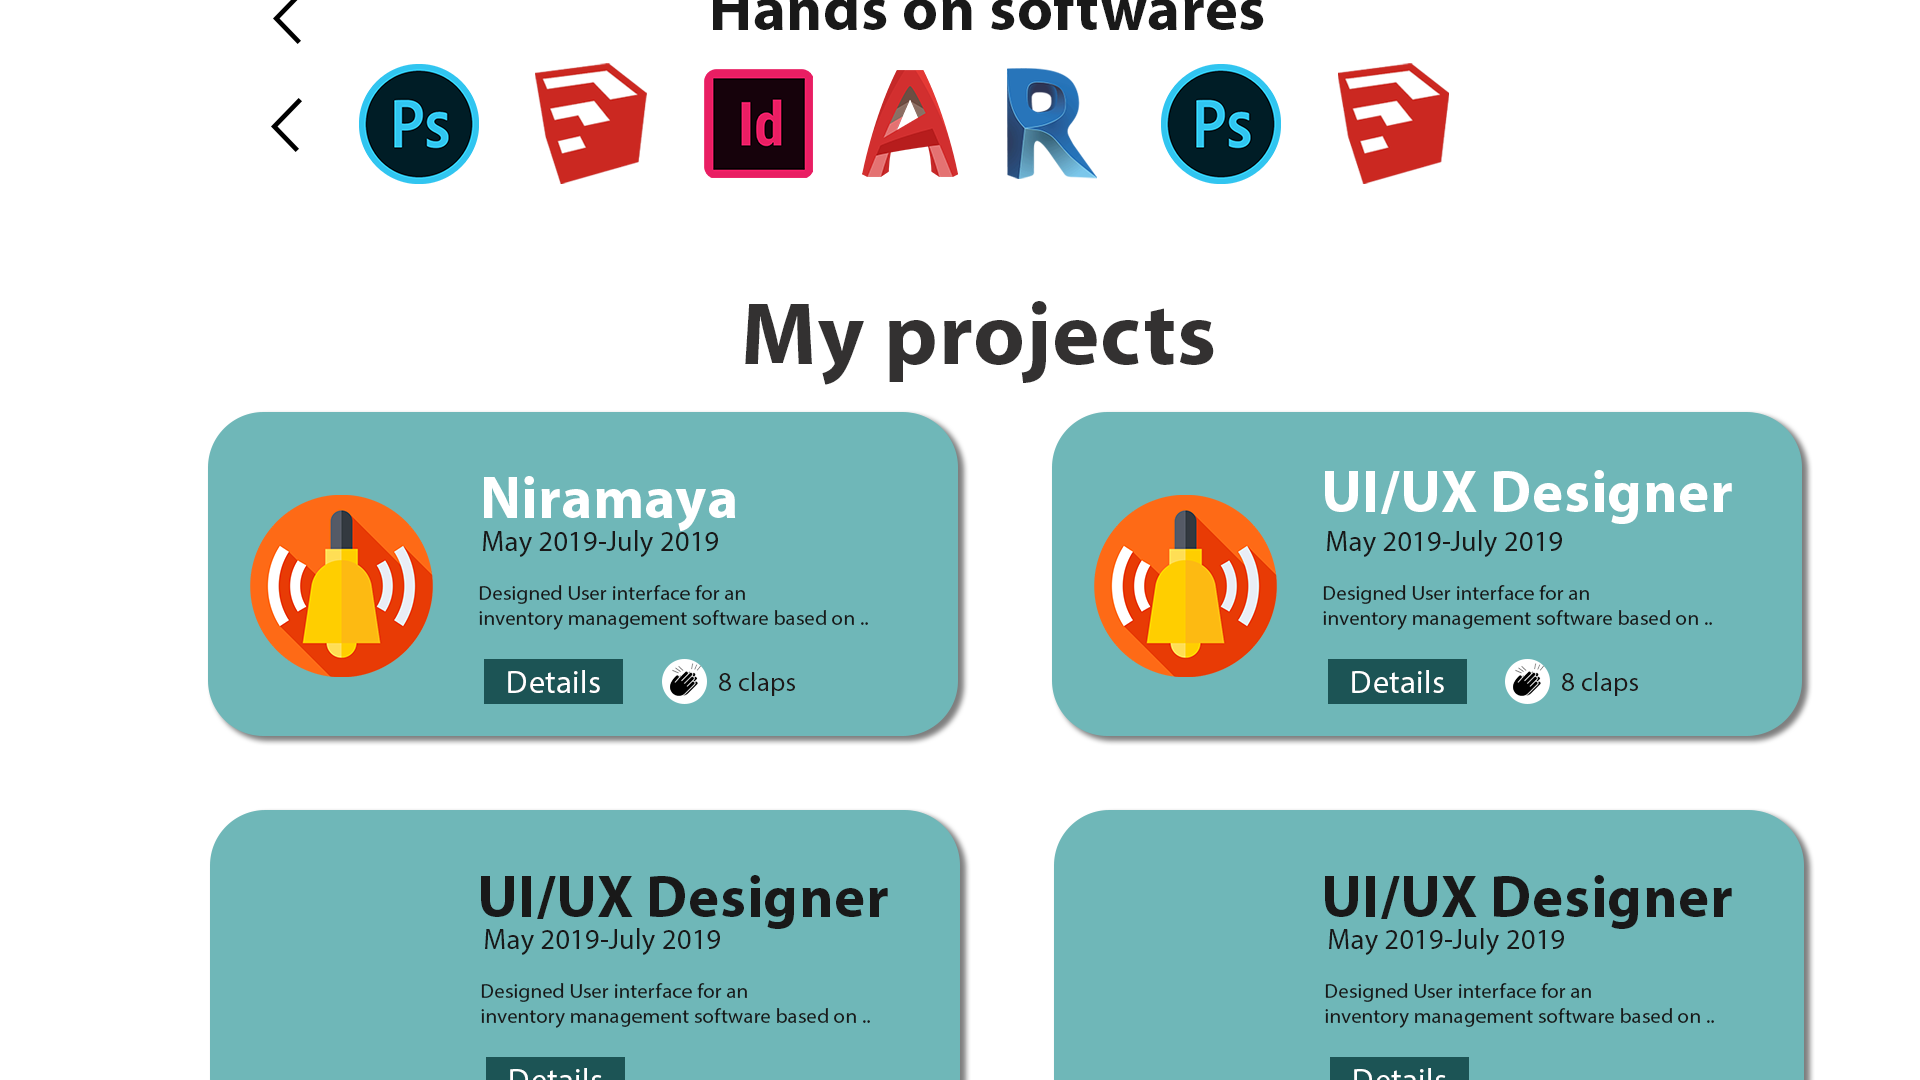 Hands on softwares
Ps
Id
Ps
My projects
Niramaya
May 2019-July 2019
Designed User interface for an
inventory management software based on ..
Details
8 claps
UI/UX Designer
May 2019-July 2019
Designed User interface for an
inventory management software based on ..
Details
8 claps
UI/UX Designer
May 2019-July 2019
Designed User interface for an
inventory management software based on ..
Details
UI/UX Designer
May 2019-July 2019
Designed User interface for an
inventory management software based on ..
Details